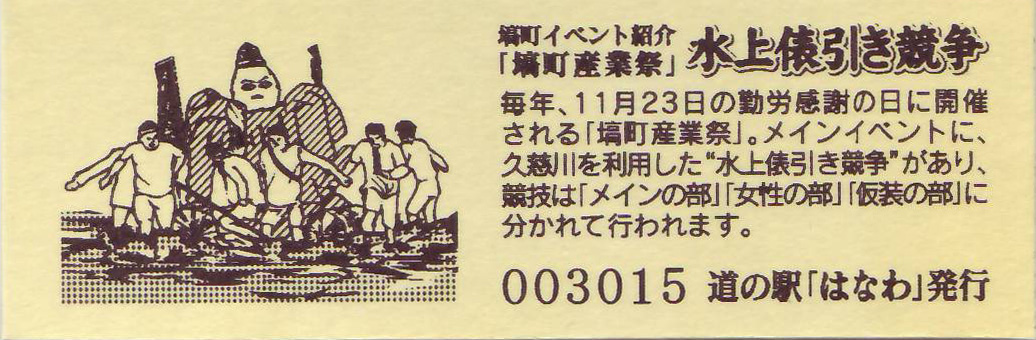 塙町イベント紹介
「塙町産業祭」 水上俵引き競争
毎年、11月23日の勤労感謝の日に開催
される「塙町産業祭」。メインイベントに、
久慈川を利用した“水上俵引き競争”があり、
競技は「メインの部」「女性の部」「仮装の部」に
分かれて行われます。
003015 道の駅「はなわ」発行